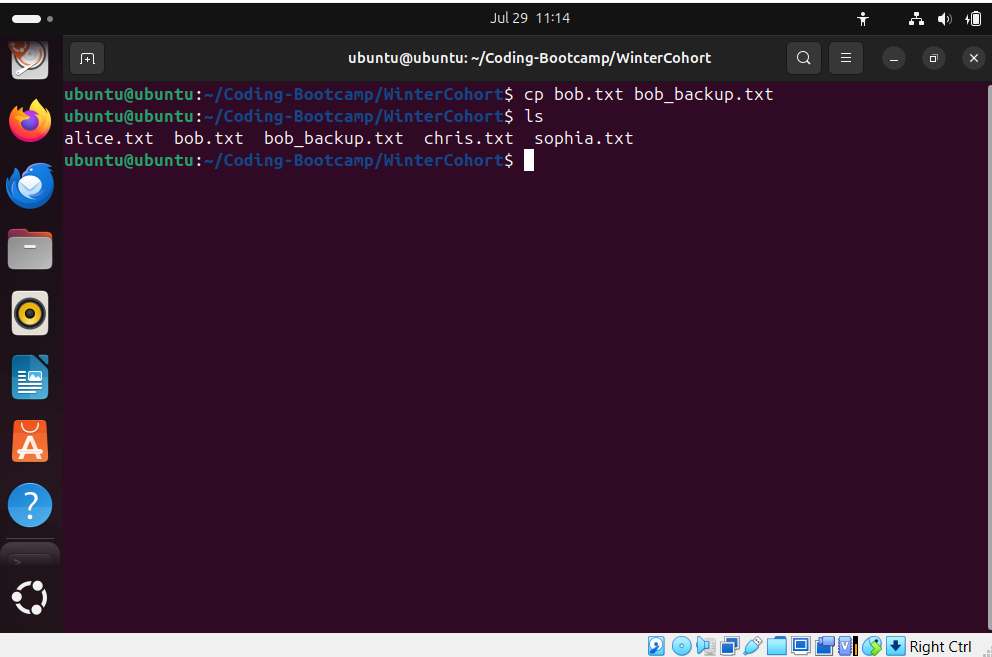 Jul 29 11:14
ubuntu@ubuntu: ~/Coding-Bootcamp/WinterCohort
ubuntu@ubuntu:~/Coding-Bootcamp/WinterCohort$ cp bob.txt bob_backup.txt
ubuntu@ubuntu:~/Coding-Bootcamp/WinterCohort$ ls
alice.txt  bob.txt  bob_backup.txt  chris.txt  sophia.txt
ubuntu@ubuntu:~/Coding-Bootcamp/WinterCohort$
Right Ctrl